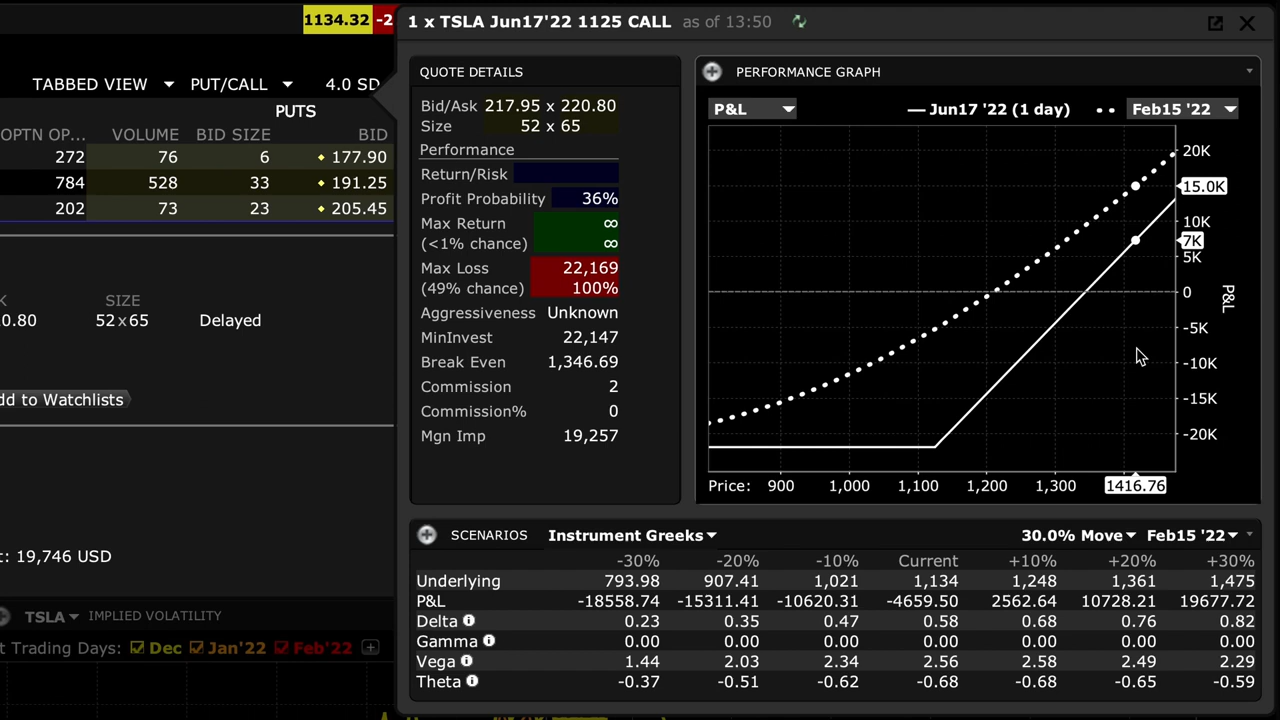 1134.32 -2
TABBED VIEW PUT/CALL 4.0 SD
PUTS
OPTN OP... VOLUME BID SIZE BID
272 76 6 177.90
784 528 33 191.25
202 73 23 205.45
K SIZE
0.80 52x65 Delayed
dd to Watchlists
t: 19,746 USD
TSLA IMPLIED VOLATILITY
t Trading Days: Dec Jan'22 Feb'22 +
1 x TSLA Jun17'22 1125 CALL as of 13:50
QUOTE DETAILS
Bid/Ask 217.95 x 220.80
Size 52 x 65
Performance
Return/Risk
Profit Probability 36%
Max Return ∞
(<1% chance) ∞
Max Loss 22,169
(49% chance) 100%
Aggressiveness Unknown
MinInvest 22,147
Break Even 1,346.69
Commission 2
Commission% 0
Mgn Imp 19,257
PERFORMANCE GRAPH
P&L Jun17 '22 (1 day) Feb15 '22
20K
15.0K
10K
7K
5K
0
-5K
-10K
-15K
-20K
P&L
Price: 900 1,000 1,100 1,200 1,300 1416.76
SCENARIOS Instrument Greeks 30.0% Move Feb15 '22
-30% -20% -10% Current +10% +20% +30%
Underlying 793.98 907.41 1,021 1,134 1,248 1,361 1,475
P&L -18558.74 -15311.41 -10620.31 -4659.50 2562.64 10728.21 19677.72
Delta 0.23 0.35 0.47 0.58 0.68 0.76 0.82
Gamma 0.00 0.00 0.00 0.00 0.00 0.00 0.00
Vega 1.44 2.03 2.34 2.56 2.58 2.49 2.29
Theta -0.37 -0.51 -0.62 -0.68 -0.68 -0.65 -0.59